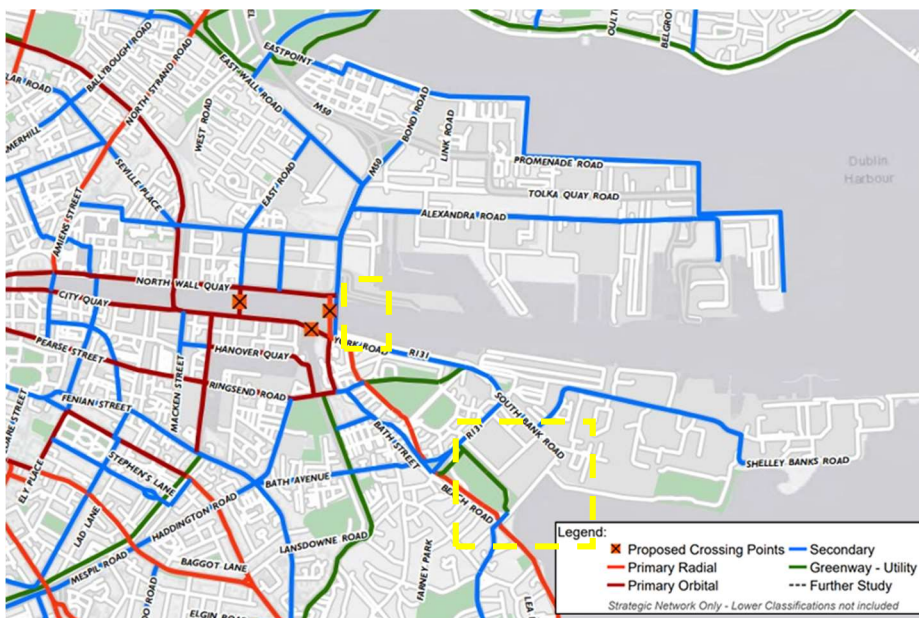 EASTPOINT
BALLYBOUGH ROAD
NORTH STRAND ROAD
EAST WALL ROAD
WEST ROAD
M50
BOND ROAD
LINK ROAD
SEVILLE PLACE
EAST ROAD
M50
PROMENADE ROAD
TOLKA QUAY ROAD
ALEXANDRA ROAD
Dublin
Harbour
AMIENS STREET
NORTH WALL QUAY
CITY QUAY
YORK ROAD
R131
PEARSE STREET
HANOVER QUAY
MACKEN STREET
RINGSEND ROAD
FENIAN STREET
SOUTH BANK ROAD
R131
BATH STREET
STEPHEN'S LANE
ELY PLACE
BATH AVENUE
SHELLEY BANKS ROAD
BEACH ROAD
LAD LANE
HADDINGTON ROAD
LANSDOWNE ROAD
MESPIL ROAD
BAGGOT LANE
FARNEY PARK
ELGIN ROAD
Legend:
Proposed Crossing Points
Primary Radial
Primary Orbital
Secondary
Greenway - Utility
Further Study
Strategic Network Only - Lower Classifications not included